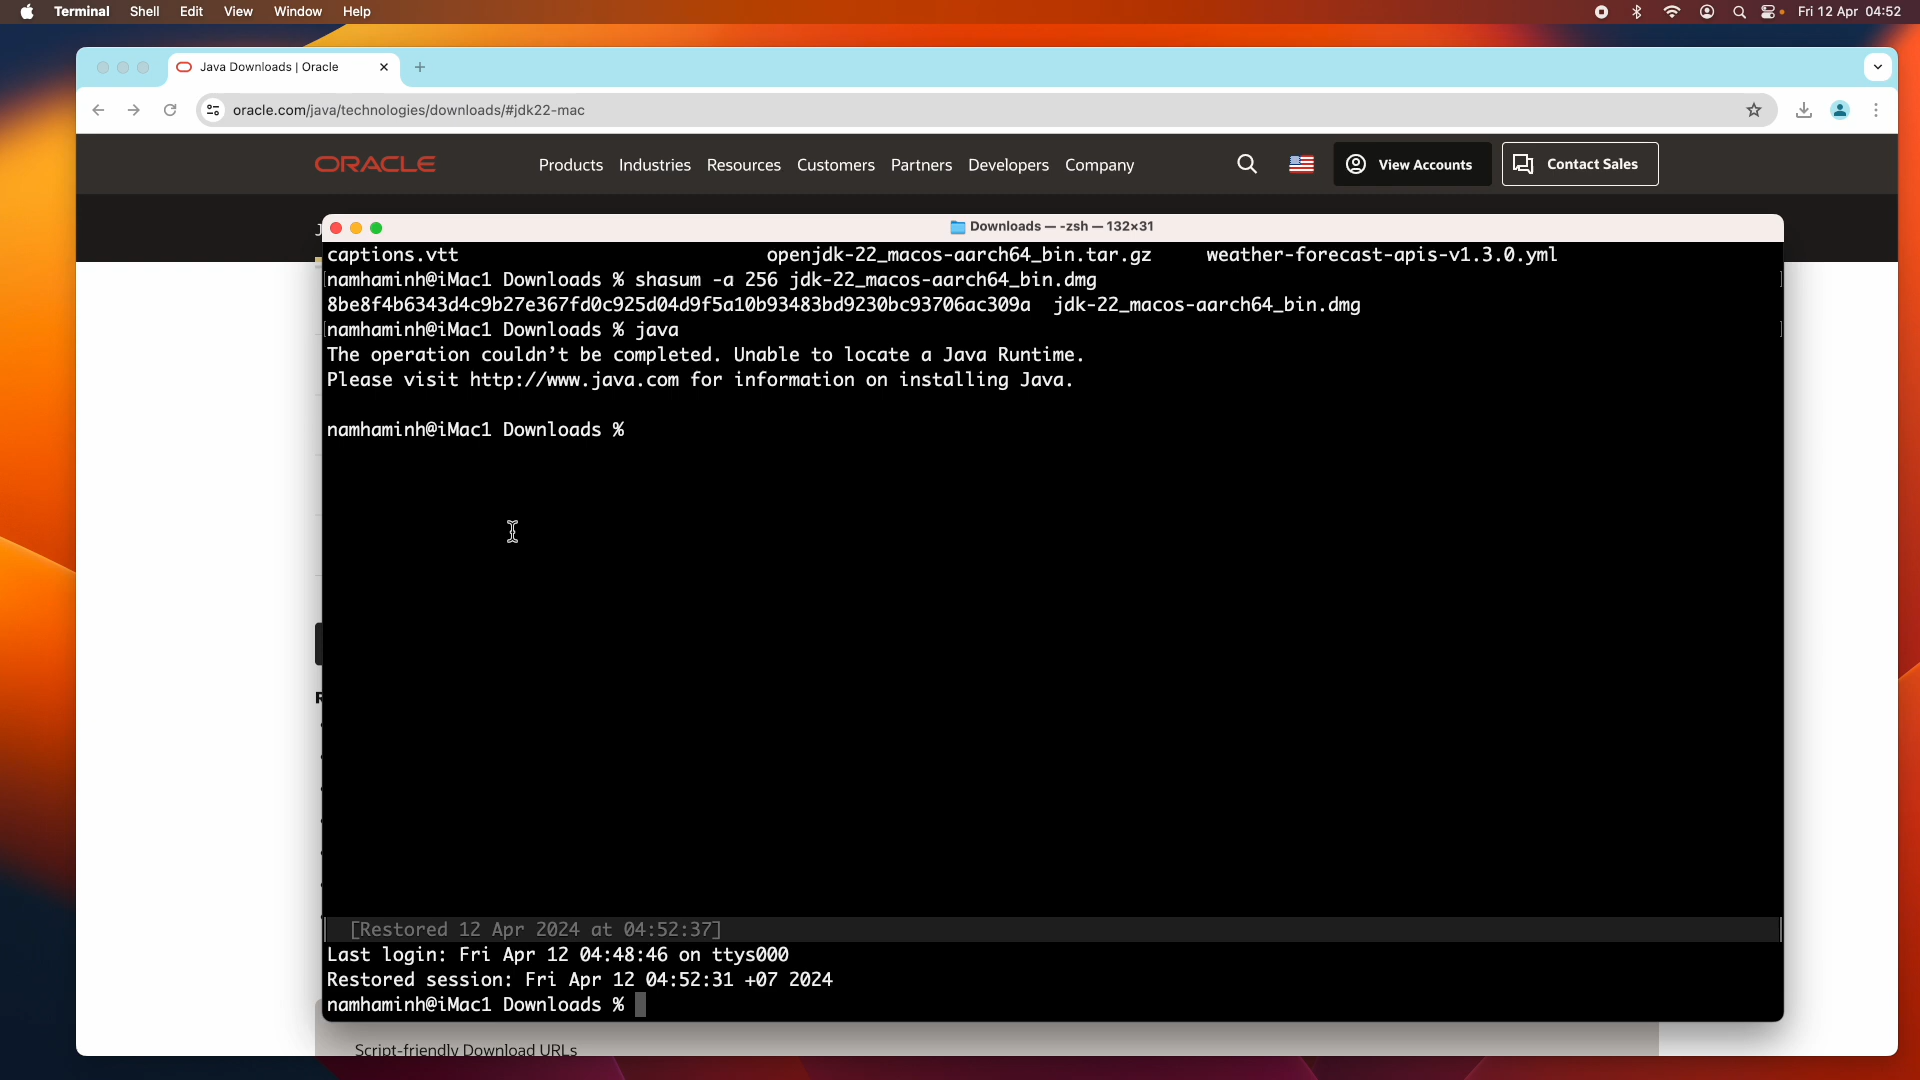 Terminal Shell Edit View Window Help Fri 12 Apr 04:52
Java Downloads | Oracle
oracle.com/java/technologies/downloads/#jdk22-mac
ORACLE Products Industries Resources Customers Partners Developers Company View Accounts Contact Sales
Downloads — -zsh — 132×31
captions.vtt openjdk-22_macos-aarch64_bin.tar.gz weather-forecast-apis-v1.3.0.yml
namhaminh@iMac1 Downloads % shasum -a 256 jdk-22_macos-aarch64_bin.dmg
8be8f4b6343d4c9b27e367fd0c925d04d9f5a10b93483bd9230bc93706ac309a jdk-22_macos-aarch64_bin.dmg
namhaminh@iMac1 Downloads % java
The operation couldn’t be completed. Unable to locate a Java Runtime.
Please visit http://www.java.com for information on installing Java.
namhaminh@iMac1 Downloads %
[Restored 12 Apr 2024 at 04:52:37]
Last login: Fri Apr 12 04:48:46 on ttys000
Restored session: Fri Apr 12 04:52:31 +07 2024
namhaminh@iMac1 Downloads %
Script-friendly Download URLs